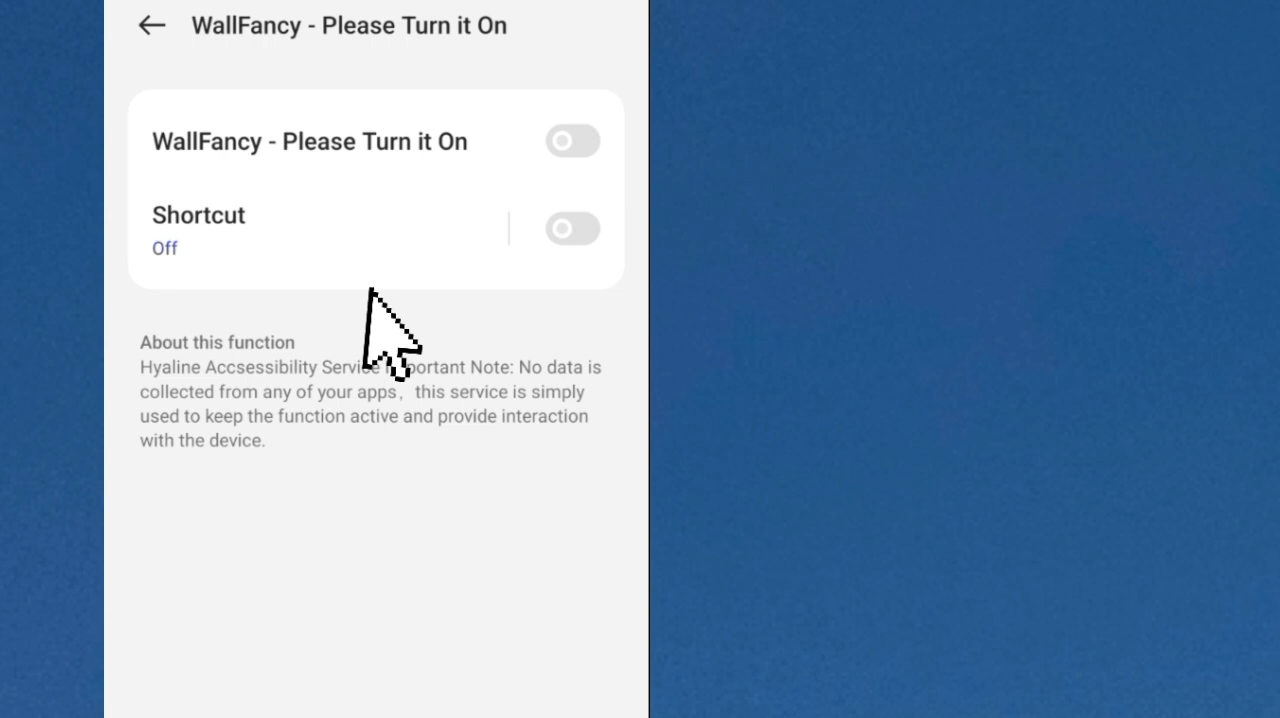 WallFancy - Please Turn it On
WallFancy - Please Turn it On
Shortcut
Off
About this function
Hyaline Accsessibility Service Important Note: No data is
collected from any of your apps，this service is simply
used to keep the function active and provide interaction
with the device.